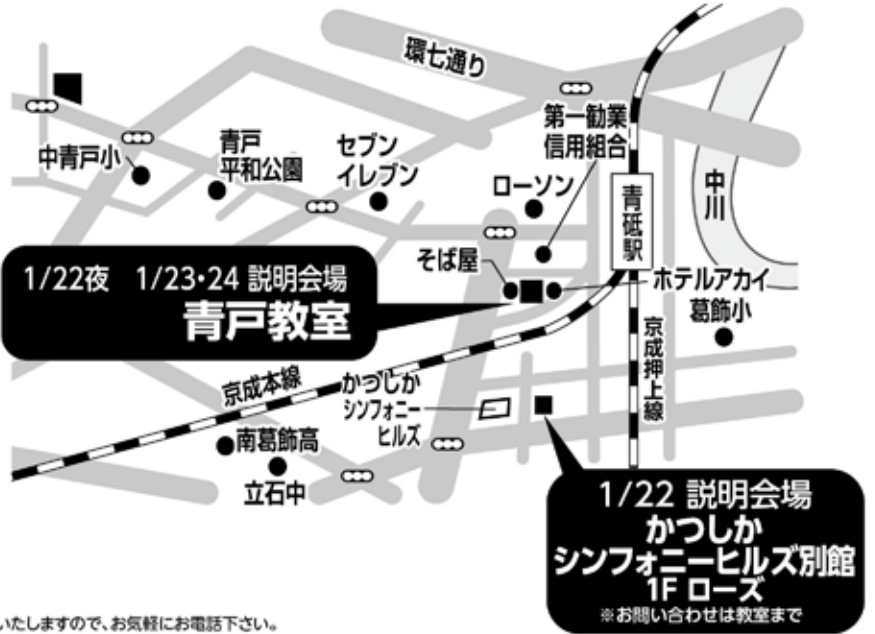 環七通り
第一勧業
信用組合
中青戸小
青戸
平和公園
セブン
イレブン
ローソン
青砥駅
中川
そば屋
1/22夜 1/23・24 説明会場
青戸教室
ホテルアカイ
葛飾小
京成本線
京成押上線
かつしか
シンフォニー
ヒルズ
南葛飾高
立石中
1/22 説明会場
かつしか
シンフォニーヒルズ別館
1F ローズ
※お問い合わせは教室まで
いたしますので、お気軽にお電話下さい。